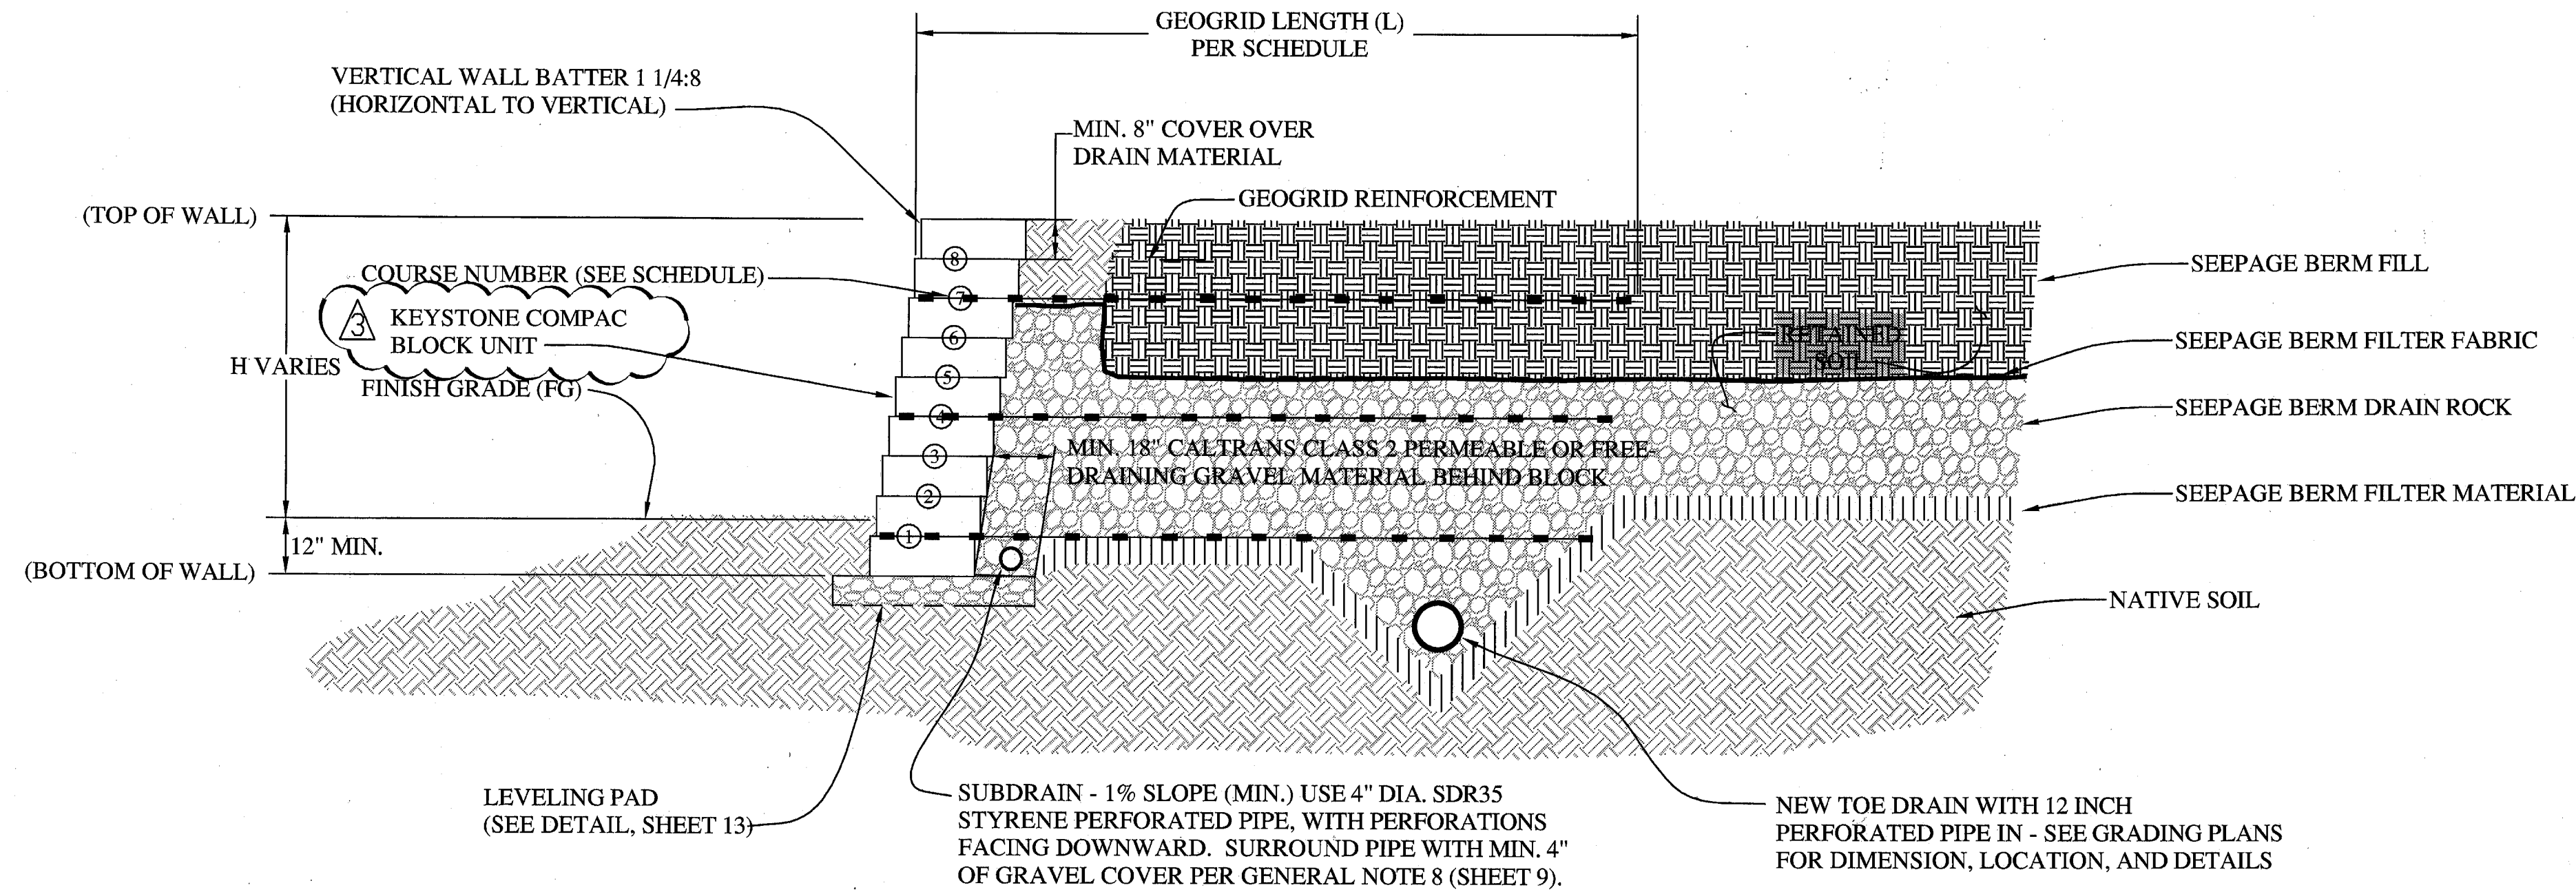 GEOGRID LENGTH (L)
PER SCHEDULE
VERTICAL WALL BATTER 1 1/4:8
(HORIZONTAL TO VERTICAL)
MIN. 8" COVER OVER
DRAIN MATERIAL
GEOGRID REINFORCEMENT
(TOP OF WALL)
8
SEEPAGE BERM FILL
COURSE NUMBER (SEE SCHEDULE)
7
3
KEYSTONE COMPAC
BLOCK UNIT
6
RETAINED
SOIL
SEEPAGE BERM FILTER FABRIC
H VARIES
5
FINISH GRADE (FG)
4
SEEPAGE BERM DRAIN ROCK
3
MIN. 18" CALTRANS CLASS 2 PERMEABLE OR FREE-
DRAINING GRAVEL MATERIAL BEHIND BLOCK
2
SEEPAGE BERM FILTER MATERIAL
1
12" MIN.
(BOTTOM OF WALL)
NATIVE SOIL
LEVELING PAD
(SEE DETAIL, SHEET 13)
SUBDRAIN - 1% SLOPE (MIN.) USE 4" DIA. SDR35
STYRENE PERFORATED PIPE, WITH PERFORATIONS
FACING DOWNWARD. SURROUND PIPE WITH MIN. 4"
OF GRAVEL COVER PER GENERAL NOTE 8 (SHEET 9).
NEW TOE DRAIN WITH 12 INCH
PERFORATED PIPE IN - SEE GRADING PLANS
FOR DIMENSION, LOCATION, AND DETAILS